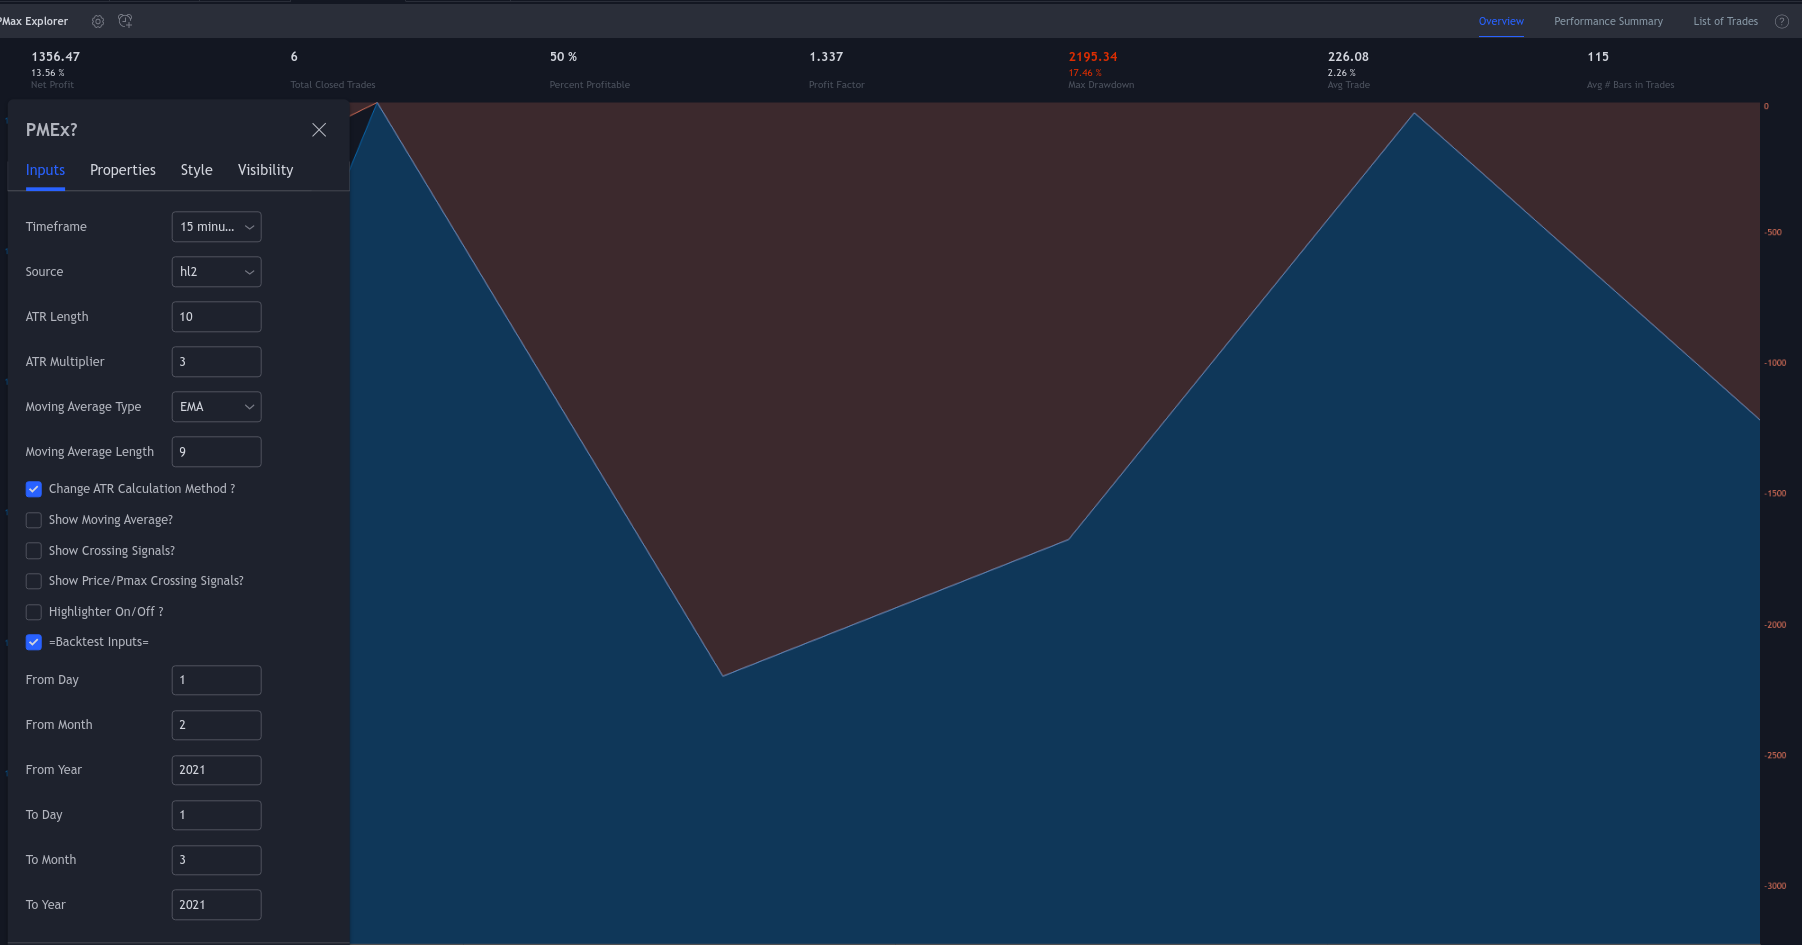 PMax Explorer
Overview Performance Summary List of Trades ?
1356.47 6 50 % 1.337 2195.34 226.08 115
13.56 % 17.46 % 2.26 %
Net Profit Total Closed Trades Percent Profitable Profit Factor Max Drawdown Avg Trade Avg # Bars in Trades
PMEx?
Inputs Properties Style Visibility
Timeframe 15 minu...
Source hl2
ATR Length 10
ATR Multiplier 3
Moving Average Type EMA
Moving Average Length 9
Change ATR Calculation Method ?
Show Moving Average?
Show Crossing Signals?
Show Price/Pmax Crossing Signals?
Highlighter On/Off ?
=Backtest Inputs=
From Day 1
From Month 2
From Year 2021
To Day 1
To Month 3
To Year 2021
0
-500
-1000
-1500
-2000
-2500
-3000